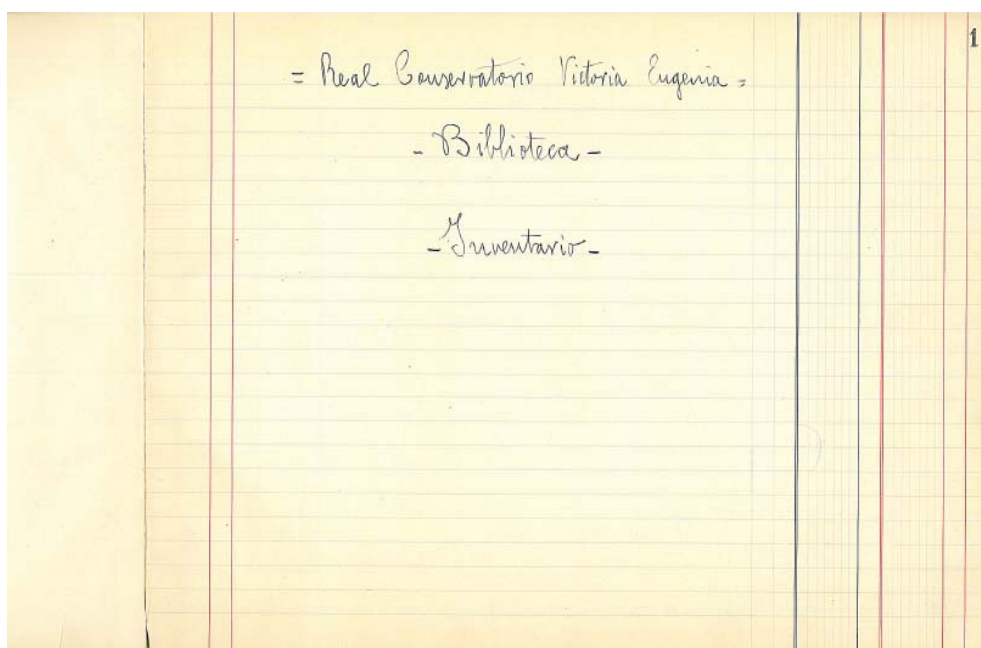 1
= Real Conservatorio Victoria Eugenia =
- Biblioteca -
- Inventario -